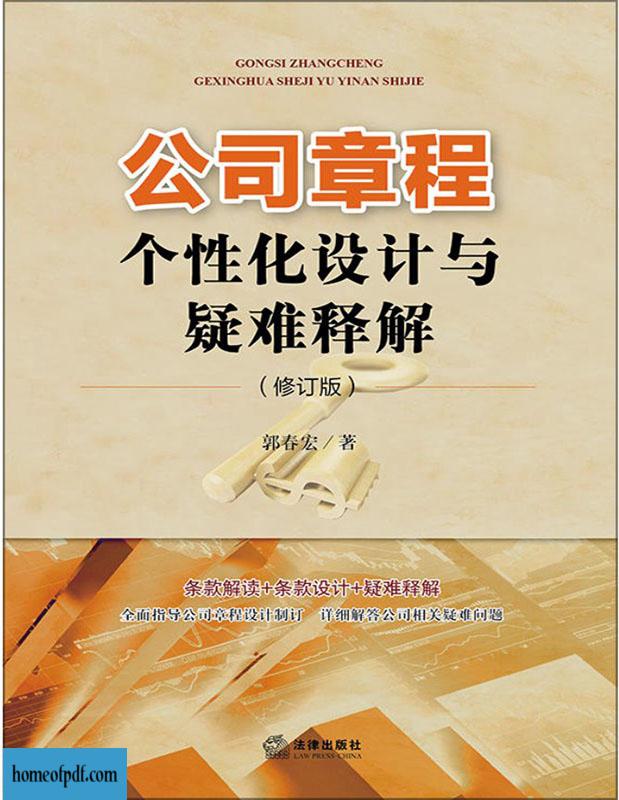 GONGSI ZHANGCHENG
GEXINGHUA SHEJI YU YINAN SHIJIE
公司章程
个性化设计与
疑难释解
（修订版）
郭春宏／著
条款解读+条款设计+疑难释解
全面指导公司章程设计制订 详细解答公司相关疑难问题
法律出版社
LAW PRESS·CHINA
homeofpdf.com